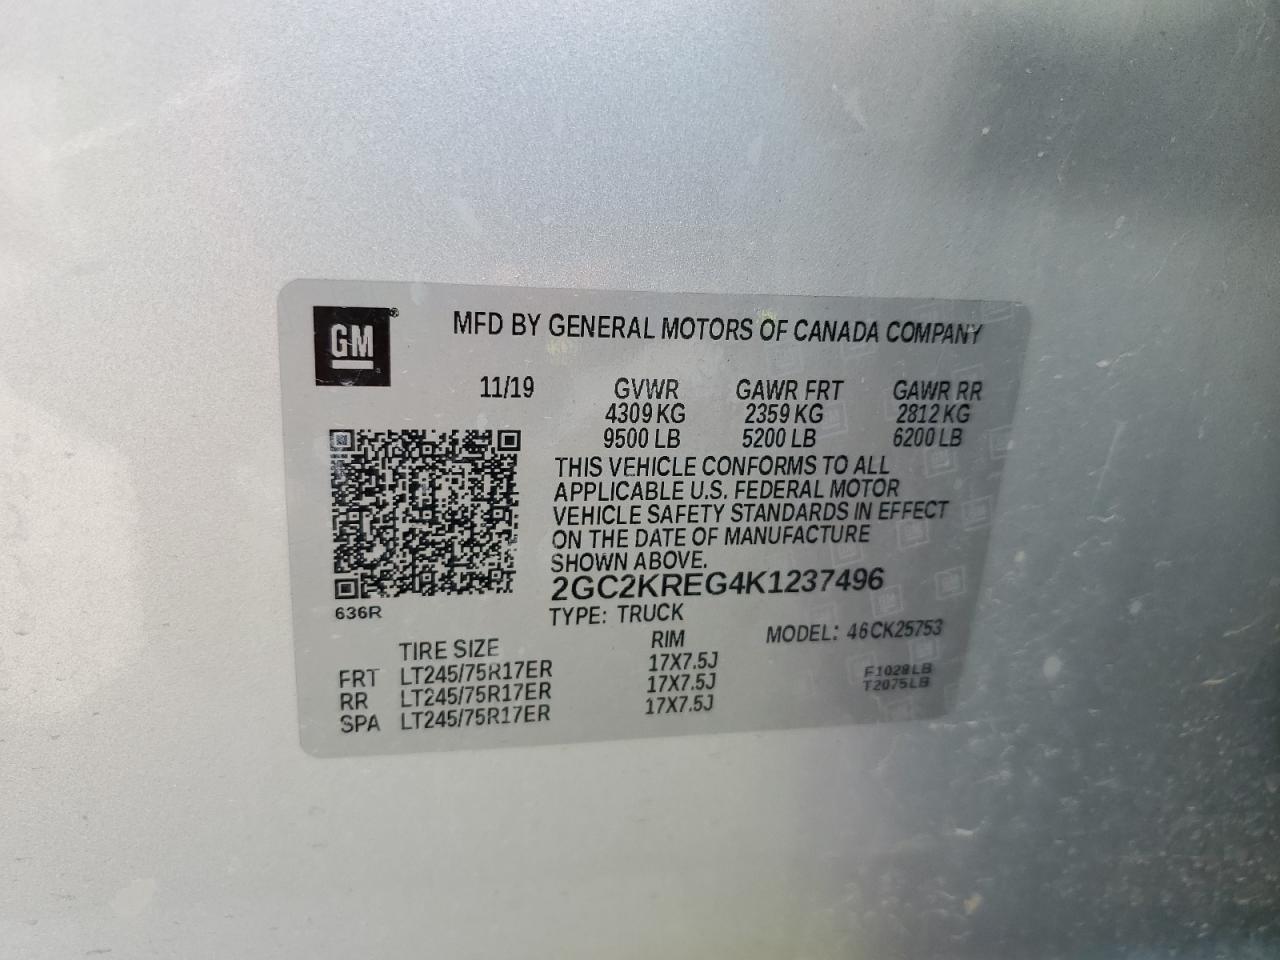 GM
MFD BY GENERAL MOTORS OF CANADA COMPANY
11/19 GVWR GAWR FRT GAWR RR
4309 KG 2359 KG 2812 KG
9500 LB 5200 LB 6200 LB
THIS VEHICLE CONFORMS TO ALL
APPLICABLE U.S. FEDERAL MOTOR
VEHICLE SAFETY STANDARDS IN EFFECT
ON THE DATE OF MANUFACTURE
SHOWN ABOVE.
2GC2KREG4K1237496
636R
TYPE: TRUCK
TIRE SIZE RIM MODEL: 46CK25753
FRT LT245/75R17ER 17X7.5J F1028LB
RR LT245/75R17ER 17X7.5J T2075LB
SPA LT245/75R17ER 17X7.5J